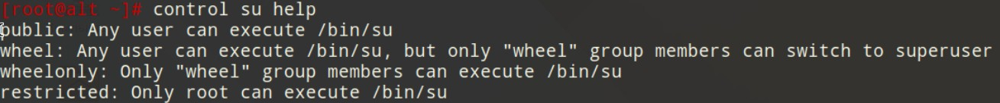 [root@alt ~]# control su help
public: Any user can execute /bin/su
wheel: Any user can execute /bin/su, but only "wheel" group members can switch to superuser
wheelonly: Only "wheel" group members can execute /bin/su
restricted: Only root can execute /bin/su